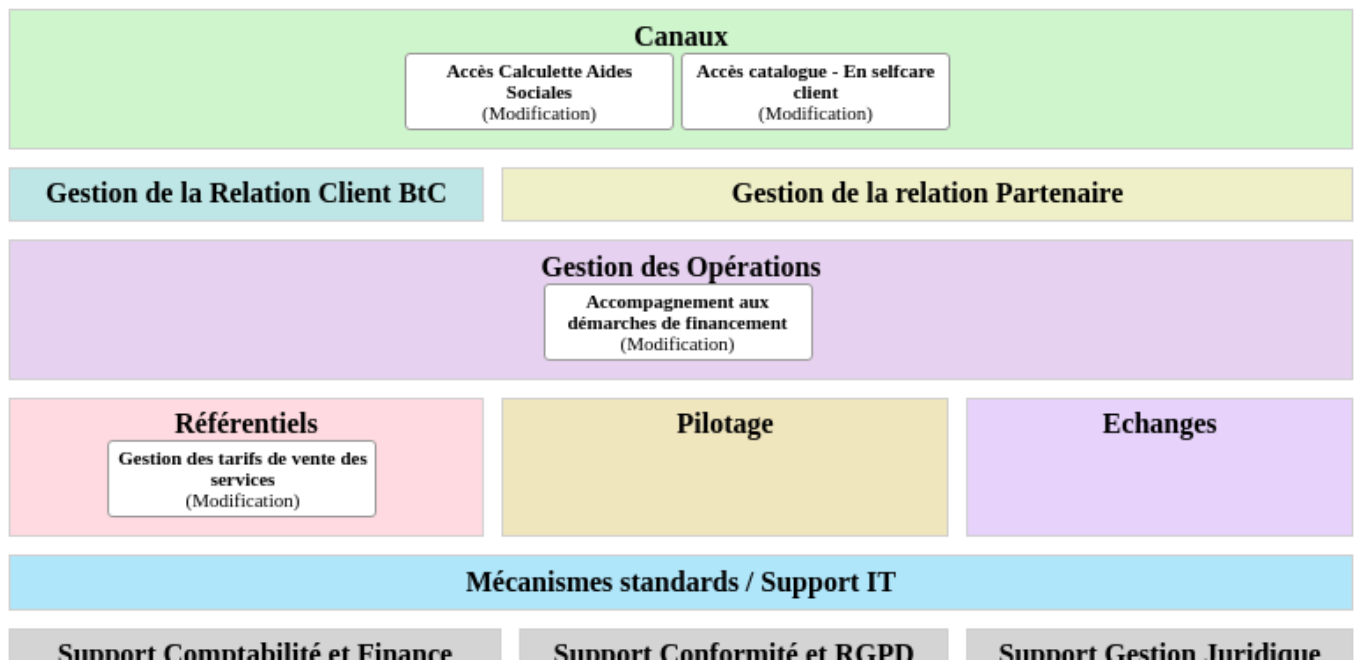 Canaux
Accès Calculette Aides
Sociales
(Modification)
Accès catalogue - En selfcare
client
(Modification)
Gestion de la Relation Client BtC
Gestion de la relation Partenaire
Gestion des Opérations
Accompagnement aux
démarches de financement
(Modification)
Référentiels
Gestion des tarifs de vente des
services
(Modification)
Pilotage
Echanges
Mécanismes standards / Support IT
Support Comptabilité et Finance
Support Conformité et RGPD
Support Gestion Juridique